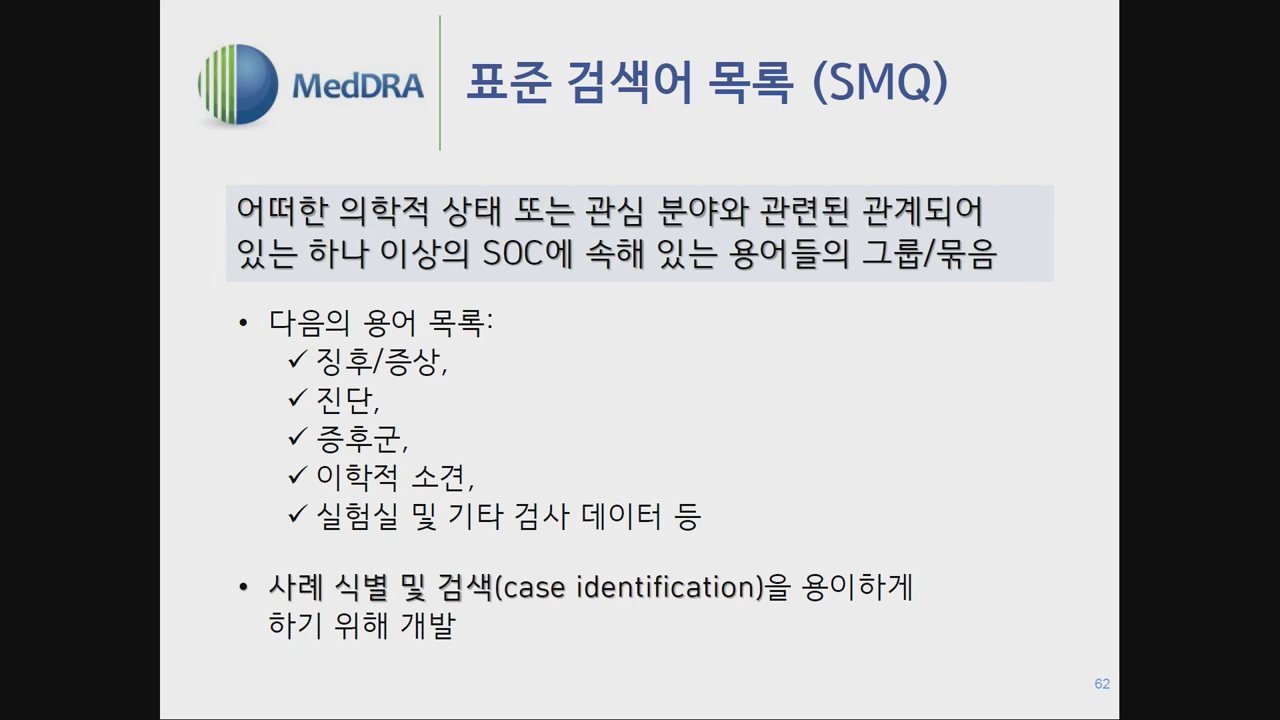 MedDRA
표준 검색어 목록 (SMQ)
어떠한 의학적 상태 또는 관심 분야와 관련된 관계되어
있는 하나 이상의 SOC에 속해 있는 용어들의 그룹/묶음
• 다음의 용어 목록:
✓ 징후/증상,
✓ 진단,
✓ 증후군,
✓ 이학적 소견,
✓ 실험실 및 기타 검사 데이터 등
• 사례 식별 및 검색(case identification)을 용이하게
하기 위해 개발
62